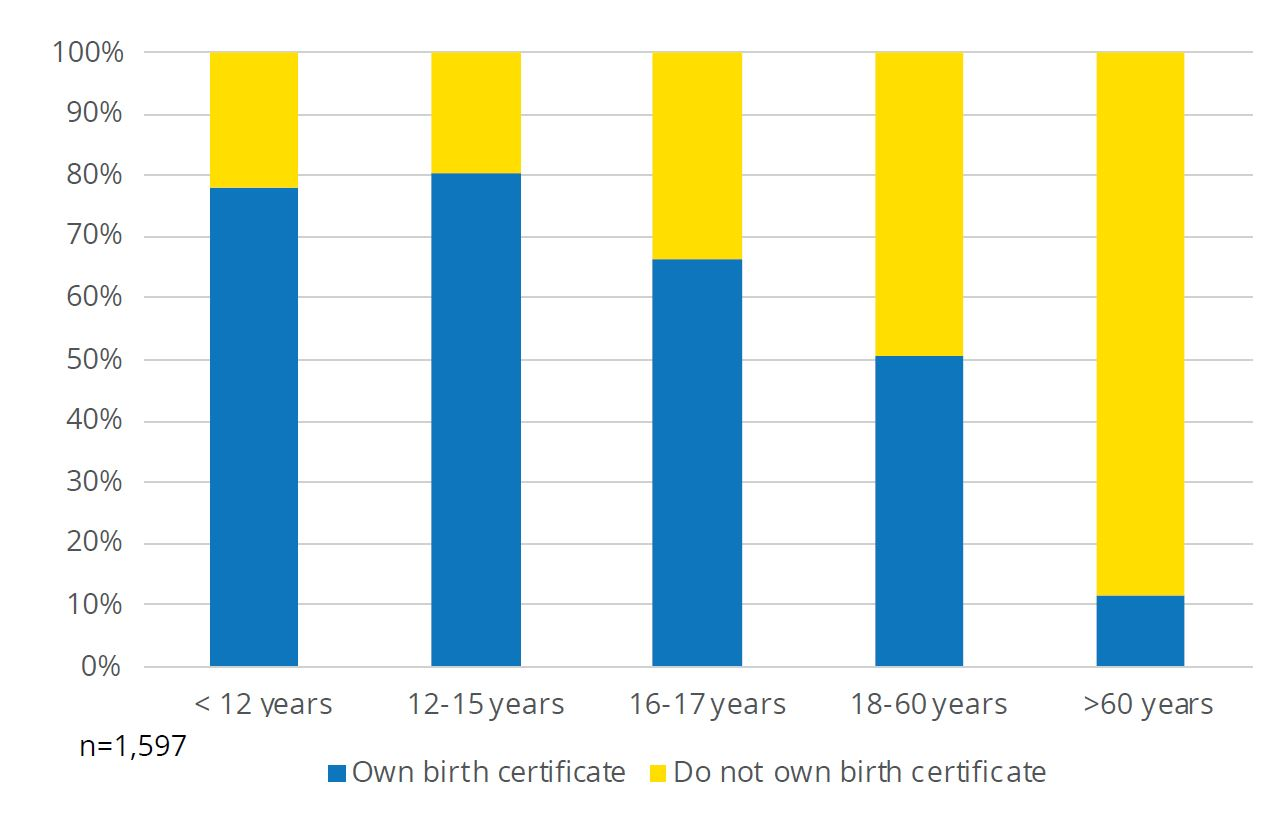 100%
90%
80%
70%
60%
50%
40%
30%
20%
10%
0%
< 12 years
12-15 years
16-17 years
18-60 years
>60 years
n=1,597
Own birth certificate
Do not own birth certificate